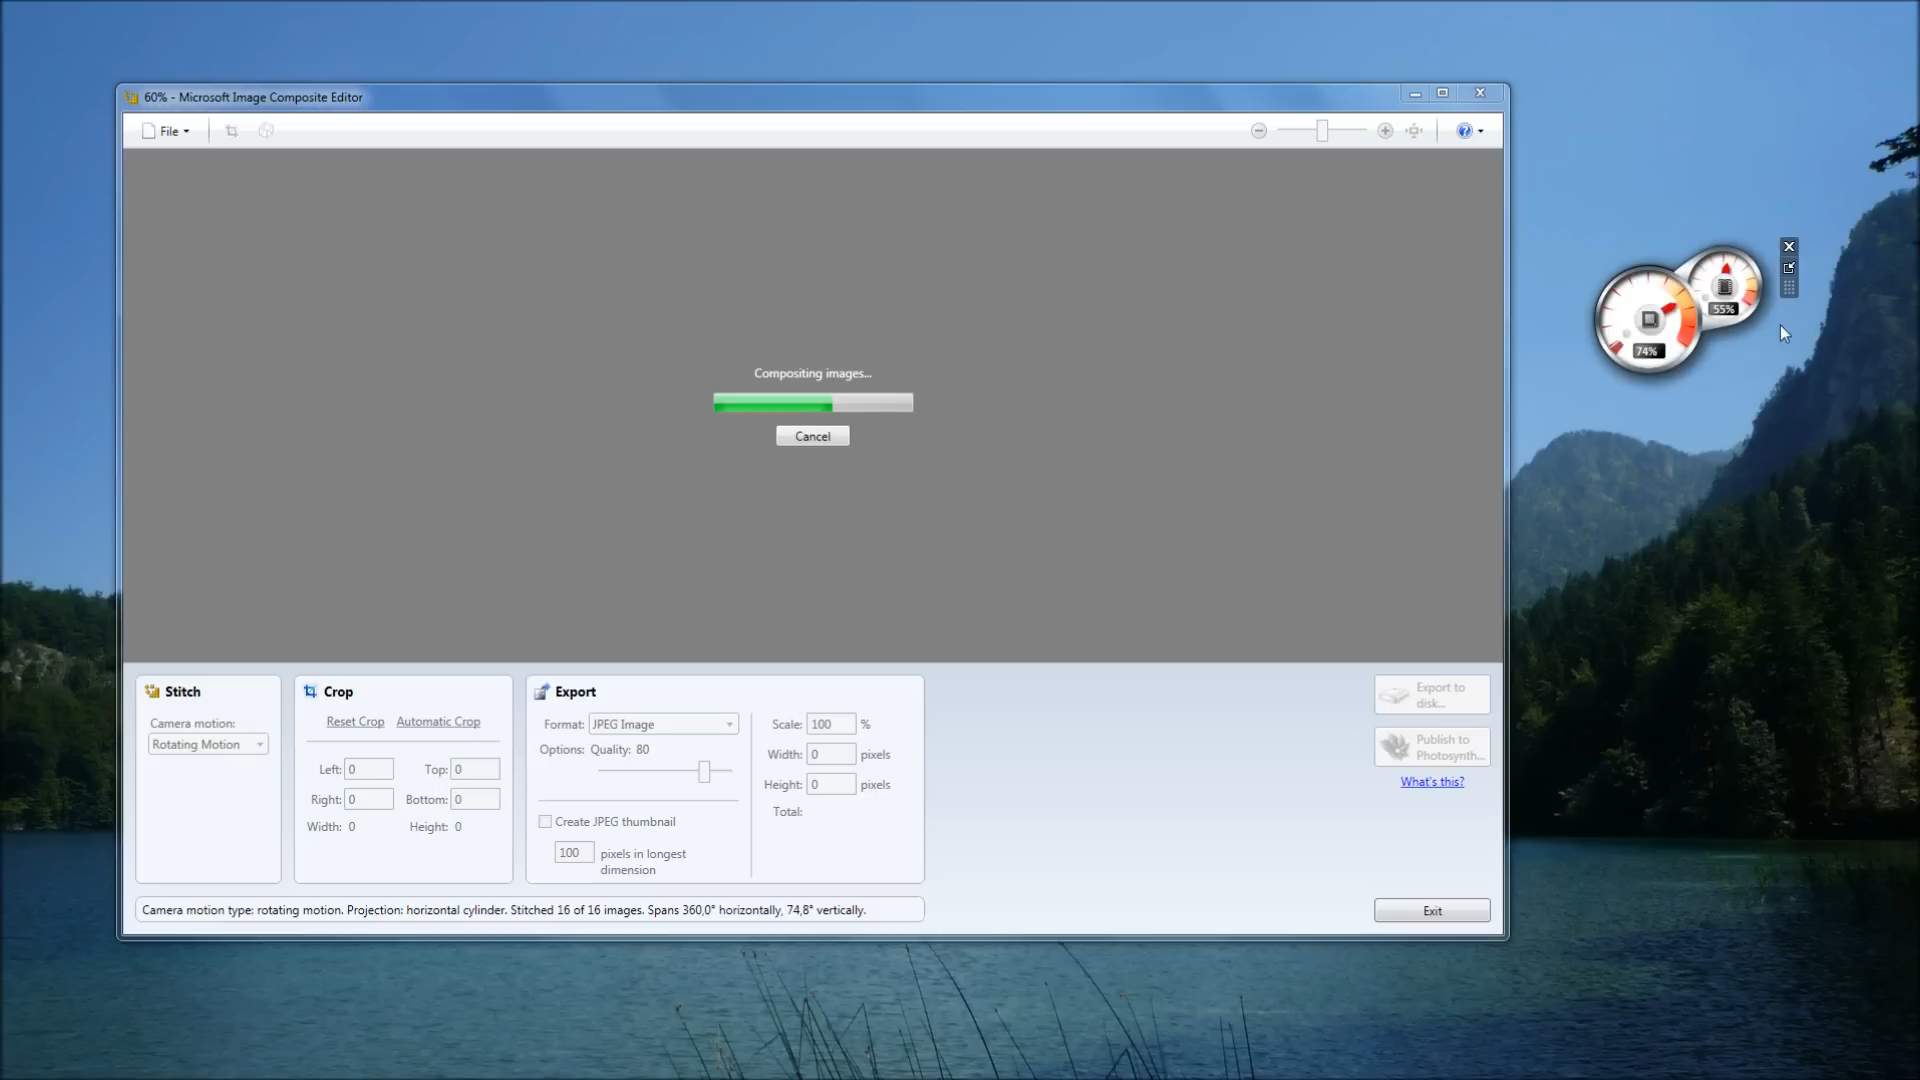 60% - Microsoft Image Composite Editor
File
Compositing images...
Cancel
74%
55%
Stitch
Camera motion:
Rotating Motion
Crop
Reset Crop Automatic Crop
Left: 0 Top: 0
Right: 0 Bottom: 0
Width: 0 Height: 0
Export
Format: JPEG Image
Options: Quality: 80
Create JPEG thumbnail
100 pixels in longest
dimension
Scale: 100 %
Width: 0 pixels
Height: 0 pixels
Total:
Export to
disk...
Publish to
Photosynth...
What's this?
Camera motion type: rotating motion. Projection: horizontal cylinder. Stitched 16 of 16 images. Spans 360,0° horizontally, 74,8° vertically.
Exit